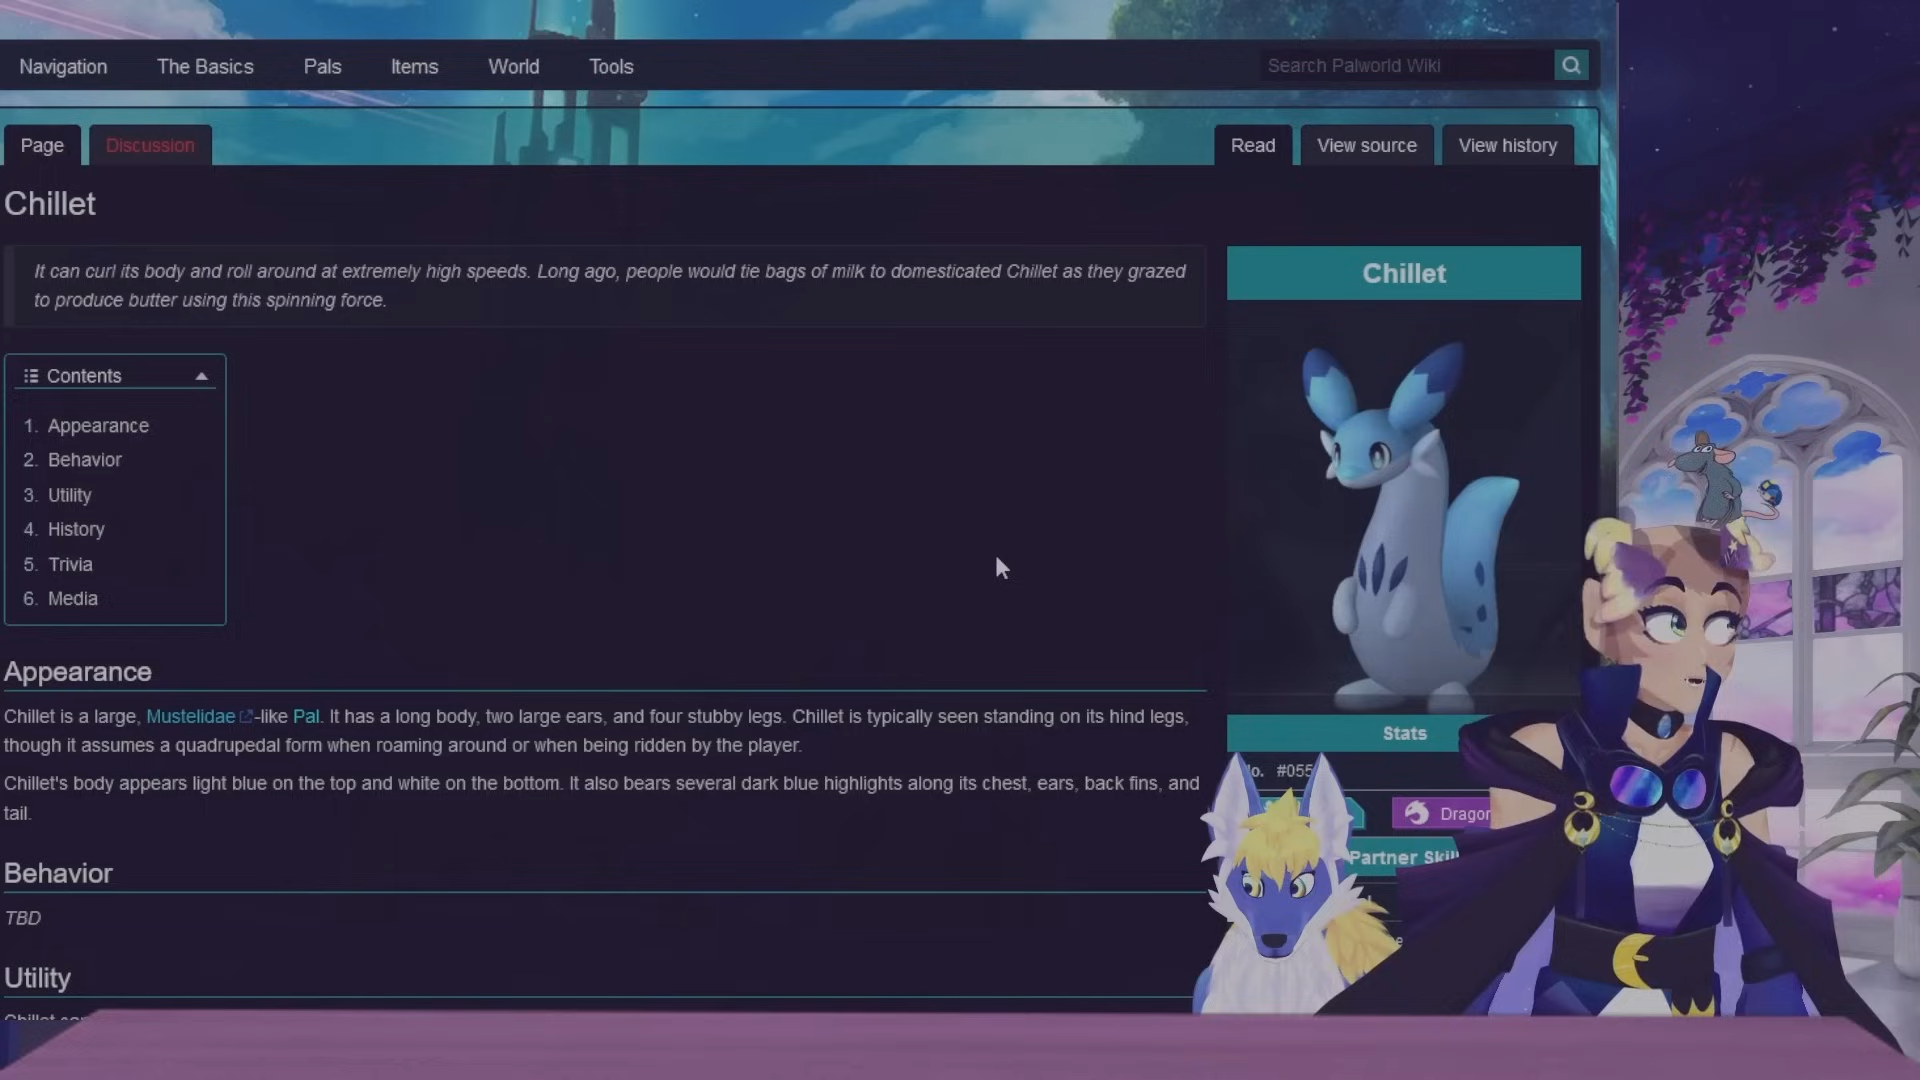 Navigation The Basics Pals Items World Tools Search Palworld Wiki
Page Discussion Read View source View history
Chillet
It can curl its body and roll around at extremely high speeds. Long ago, people would tie bags of milk to domesticated Chillet as they grazed
to produce butter using this spinning force.
Contents
1. Appearance
2. Behavior
3. Utility
4. History
5. Trivia
6. Media
Appearance
Chillet is a large, Mustelidae-like Pal. It has a long body, two large ears, and four stubby legs. Chillet is typically seen standing on its hind legs,
though it assumes a quadrupedal form when roaming around or when being ridden by the player.
Chillet's body appears light blue on the top and white on the bottom. It also bears several dark blue highlights along its chest, ears, back fins, and
tail.
Behavior
TBD
Utility
Chillet
Chillet
Stats
#055
Dragon
Partner Skill